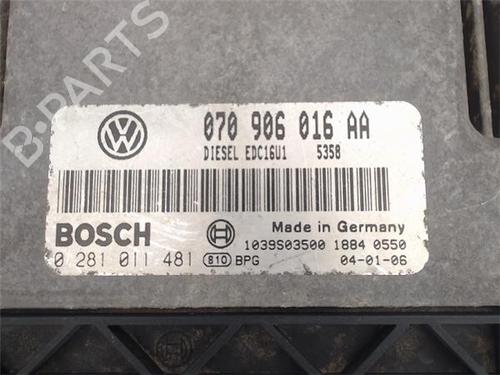 B-PARTS
VW
070 906 016 AA
DIESEL EDC16U1 5358
BOSCH
Made in Germany
1039S03500 1884 0550
0 281 011 481 810 BPG 04-01-06